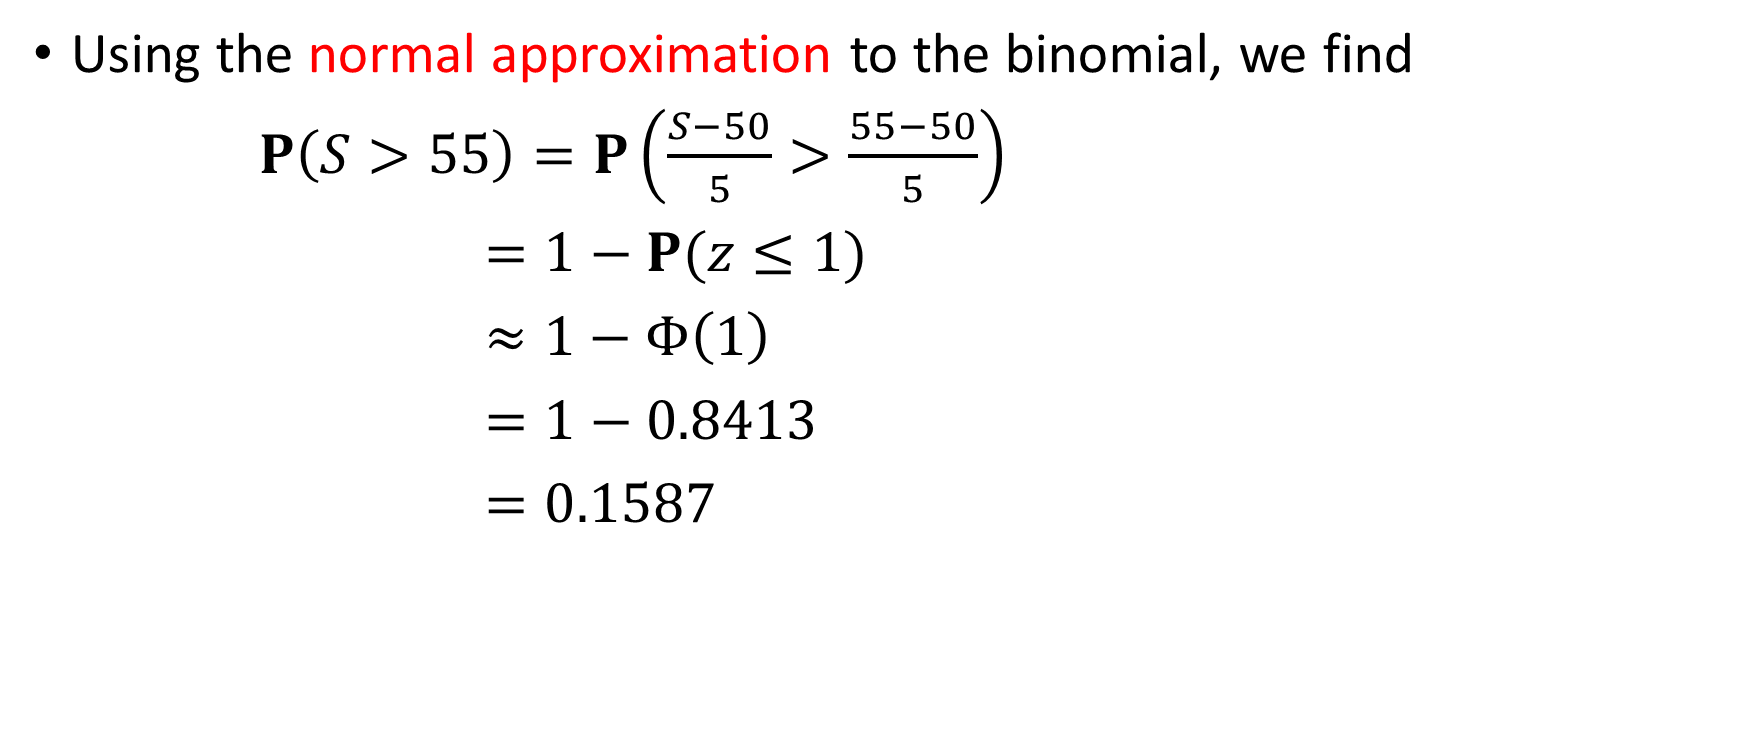 • Using the normal approximation to the binomial, we find
𝐏(𝑆 > 55) = 𝐏((𝑆−50)/5 > (55−50)/5)
= 1 − 𝐏(𝑧 ≤ 1)
≈ 1 − Φ(1)
= 1 − 0.8413
= 0.1587